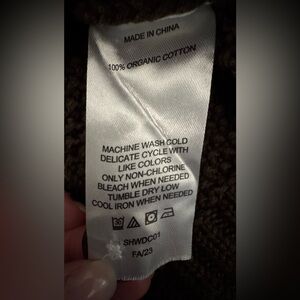 MADE IN CHINA
100% ORGANIC COTTON
MACHINE WASH COLD
DELICATE CYCLE WITH
LIKE COLORS
ONLY NON-CHLORINE
BLEACH WHEN NEEDED
TUMBLE DRY LOW
COOL IRON WHEN NEEDED
SHWDC01
FA/23